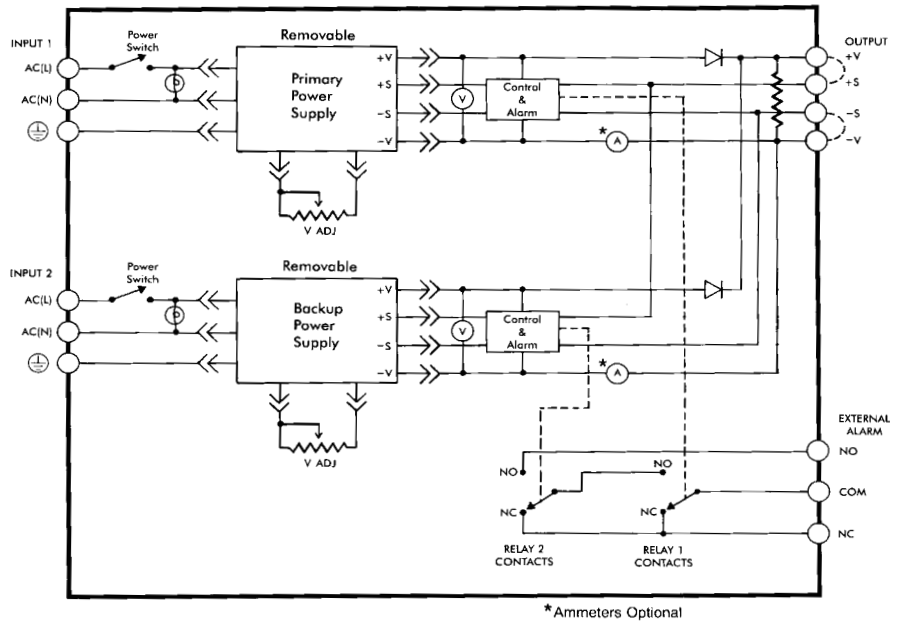 INPUT 1
Power
Switch
AC(L)
AC(N)
Removable
Primary
Power
Supply
+V
+S
−S
−V
V
Control
&
Alarm
* A
OUTPUT
+V
+S
−S
−V
V ADJ
INPUT 2
Power
Switch
AC(L)
AC(N)
Removable
Backup
Power
Supply
+V
+S
−S
−V
V
Control
&
Alarm
* A
V ADJ
EXTERNAL
ALARM
NO
COM
NC
NO
NC
NO
NC
RELAY 2
CONTACTS
RELAY 1
CONTACTS
*Ammeters Optional